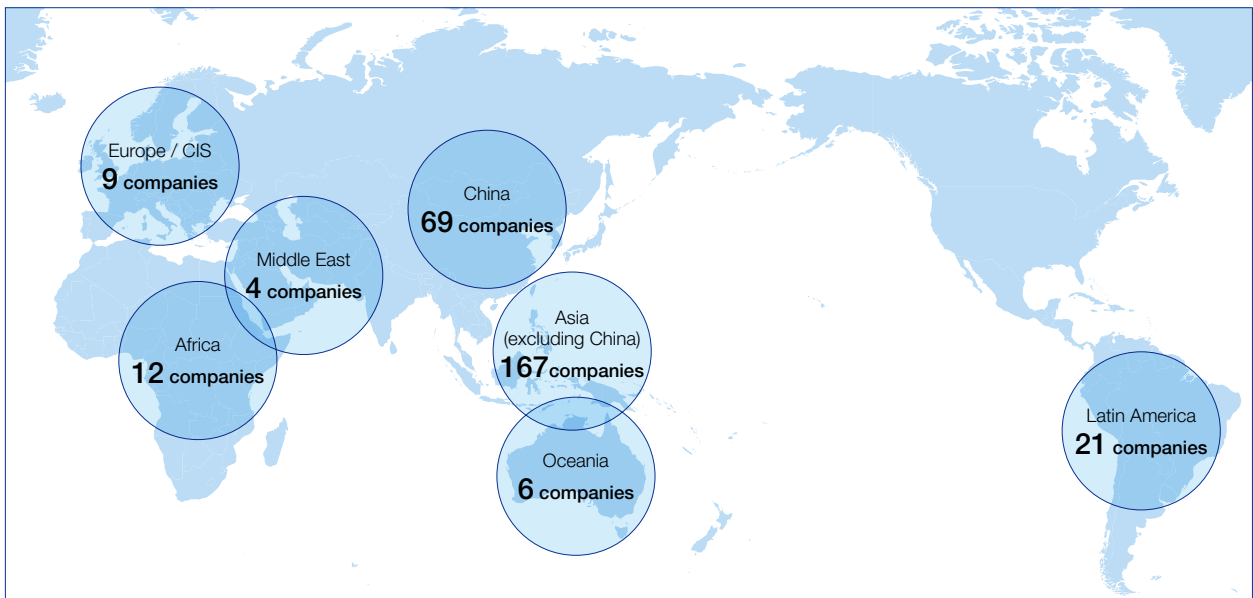 Europe / CIS
9 companies
China
69 companies
Middle East
4 companies
Africa
12 companies
Asia
(excluding China)
167 companies
Oceania
6 companies
Latin America
21 companies